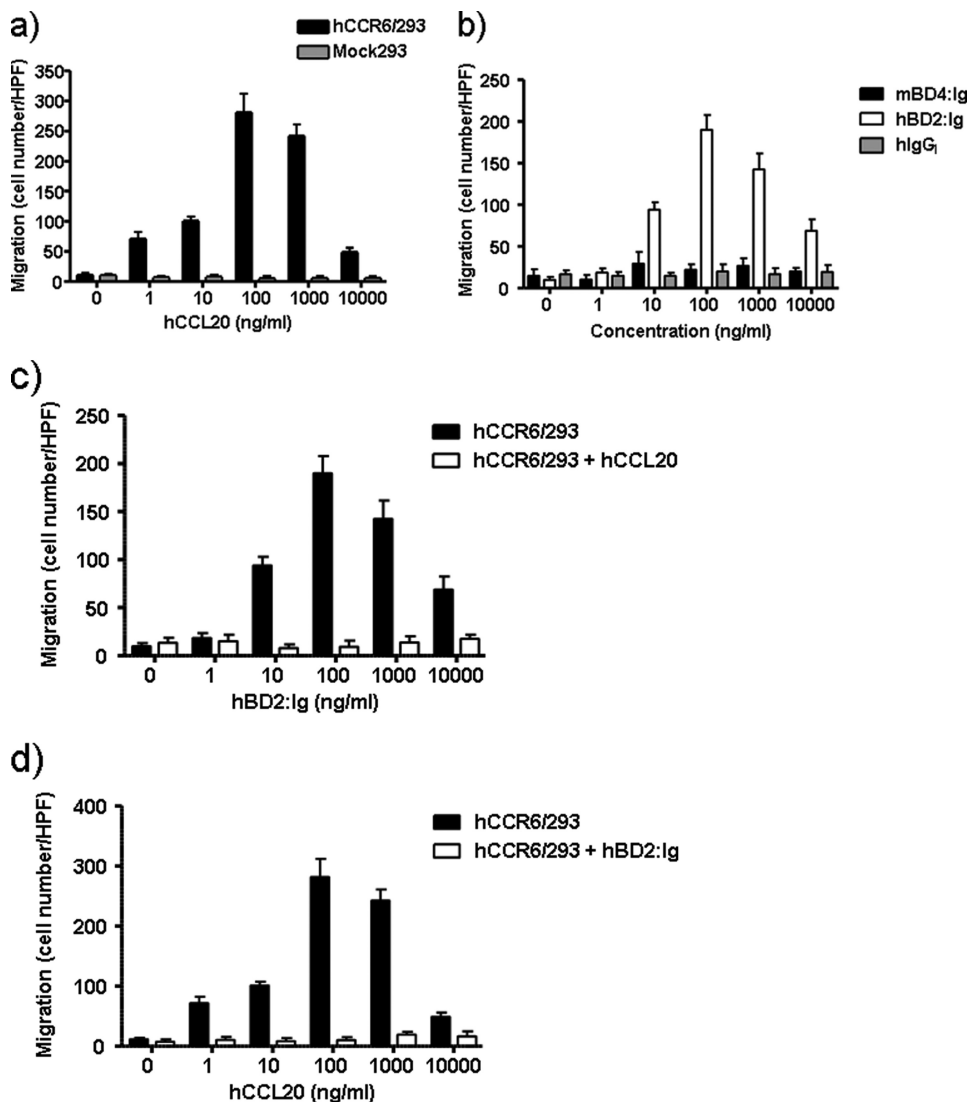 a)
hCCR6/293
Mock293
Migration (cell number/HPF)
350
300
250
200
150
100
50
0
0 1 10 100 1000 10000
hCCL20 (ng/ml)
b)
mBD4:Ig
hBD2:Ig
hIgG₁
Migration (cell number/HPF)
250
200
150
100
50
0
0 1 10 100 1000 10000
Concentration (ng/ml)
c)
hCCR6/293
hCCR6/293 + hCCL20
Migration (cell number/HPF)
250
200
150
100
50
0
0 1 10 100 1000 10000
hBD2:Ig (ng/ml)
d)
hCCR6/293
hCCR6/293 + hBD2:Ig
Migration (cell number/HPF)
400
300
200
100
0
0 1 10 100 1000 10000
hCCL20 (ng/ml)